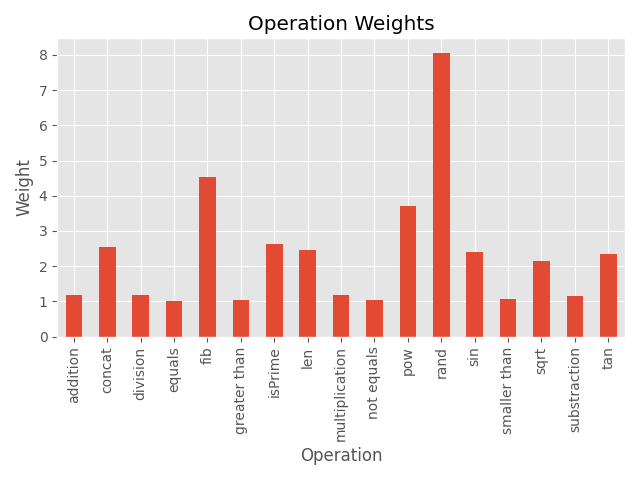 Operation Weights
8
7
6
5
4
3
2
1
0
Weight
addition
concat
division
equals
fib
greater than
isPrime
len
multiplication
not equals
pow
rand
sin
smaller than
sqrt
substraction
tan
Operation